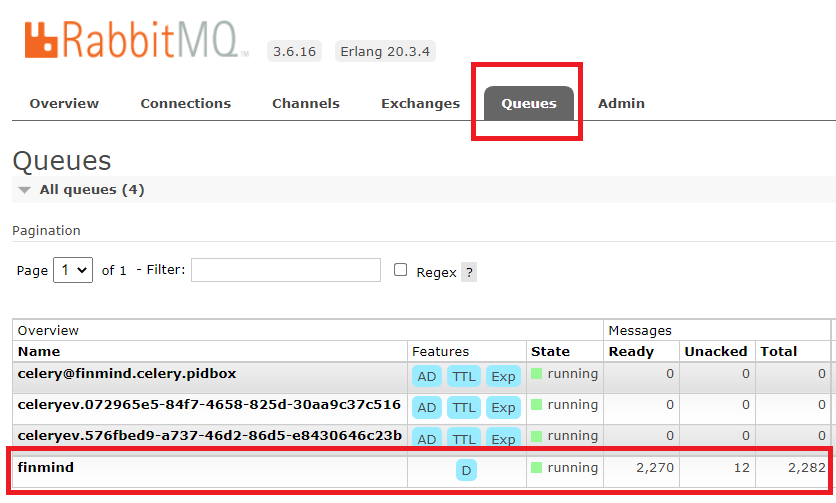 RabbitMQ™ 3.6.16 Erlang 20.3.4
Overview Connections Channels Exchanges Queues Admin
Queues
All queues (4)
Pagination
Page 1 of 1 - Filter: Regex ?
Overview Messages
Name Features State Ready Unacked Total
celery@finmind.celery.pidbox AD TTL Exp running 0 0 0
celeryev.072965e5-84f7-4658-825d-30aa9c37c516 AD TTL Exp running 0 0 0
celeryev.576fbed9-a737-46d2-86d5-e8430646c23b AD TTL Exp running 0 0 0
finmind D running 2,270 12 2,282